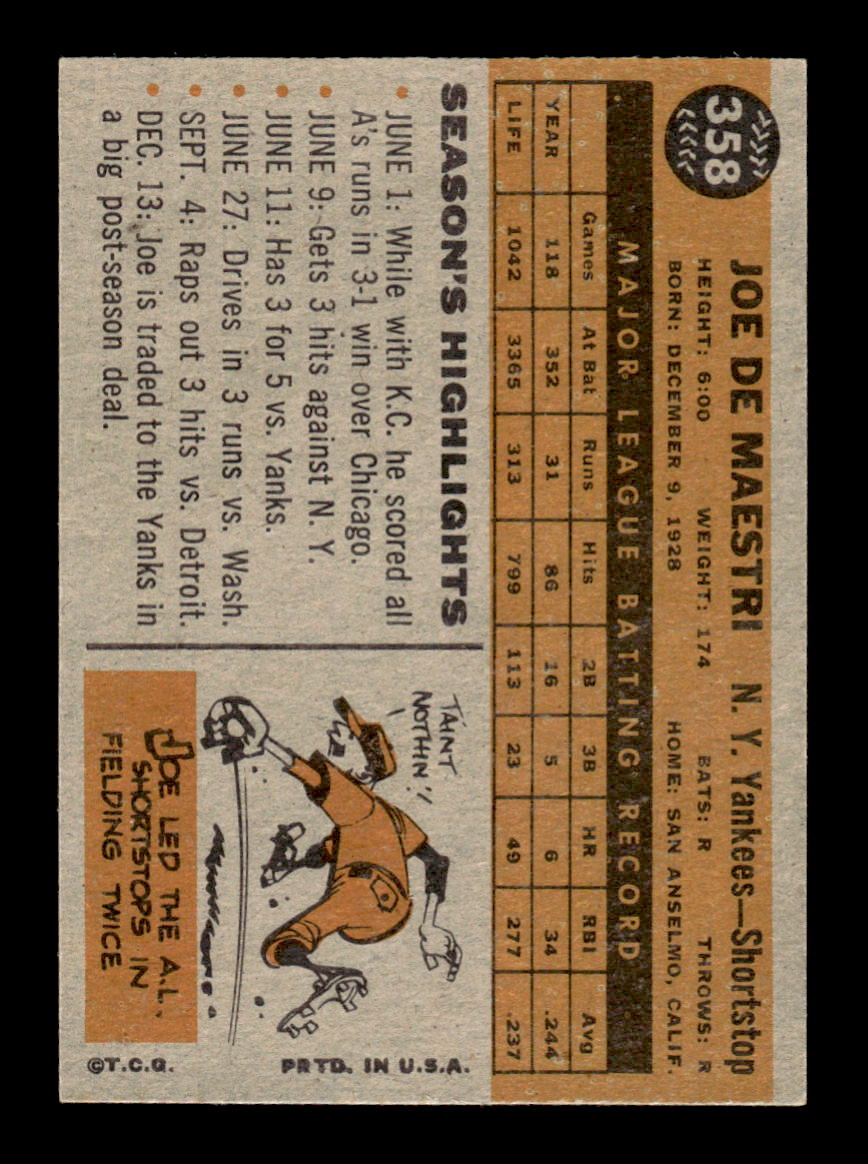 358
JOE DE MAESTRI N. Y. Yankees—Shortstop
HEIGHT: 6:00 WEIGHT: 174 BATS: R THROWS: R
BORN: DECEMBER 9, 1928 HOME: SAN ANSELMO, CALIF.
MAJOR LEAGUE BATTING RECORD
Games At Bat Runs Hits 2B 3B HR RBI Avg
YEAR 118 352 31 86 16 5 6 34 .244
LIFE 1042 3365 313 799 113 23 49 277 .237
SEASON'S HIGHLIGHTS
• JUNE 1: While with K.C. he scored all
A's runs in 3-1 win over Chicago.
• JUNE 9: Gets 3 hits against N. Y.
• JUNE 11: Has 3 for 5 vs. Yanks.
• JUNE 27: Drives in 3 runs vs. Wash.
• SEPT. 4: Raps out 3 hits vs. Detroit.
• DEC. 13: Joe is traded to the Yanks in
a big post-season deal.
TAINT
NOTHIN'!
JOE LED THE A.L.
SHORTSTOPS IN
FIELDING TWICE
©T.C.G. PRTD. IN U.S.A.